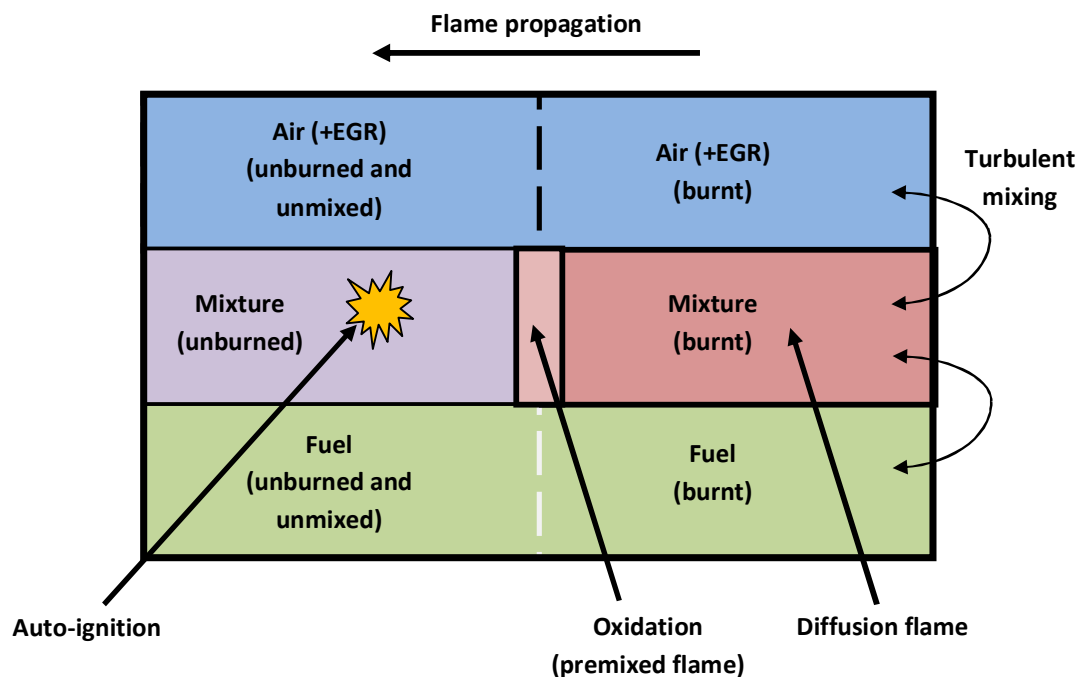 Flame propagation
Air (+EGR)
(unburned and
unmixed)
Air (+EGR)
(burnt)
Turbulent
mixing
Mixture
(unburned)
Mixture
(burnt)
Fuel
(unburned and
unmixed)
Fuel
(burnt)
Auto-ignition
Oxidation
(premixed flame)
Diffusion flame